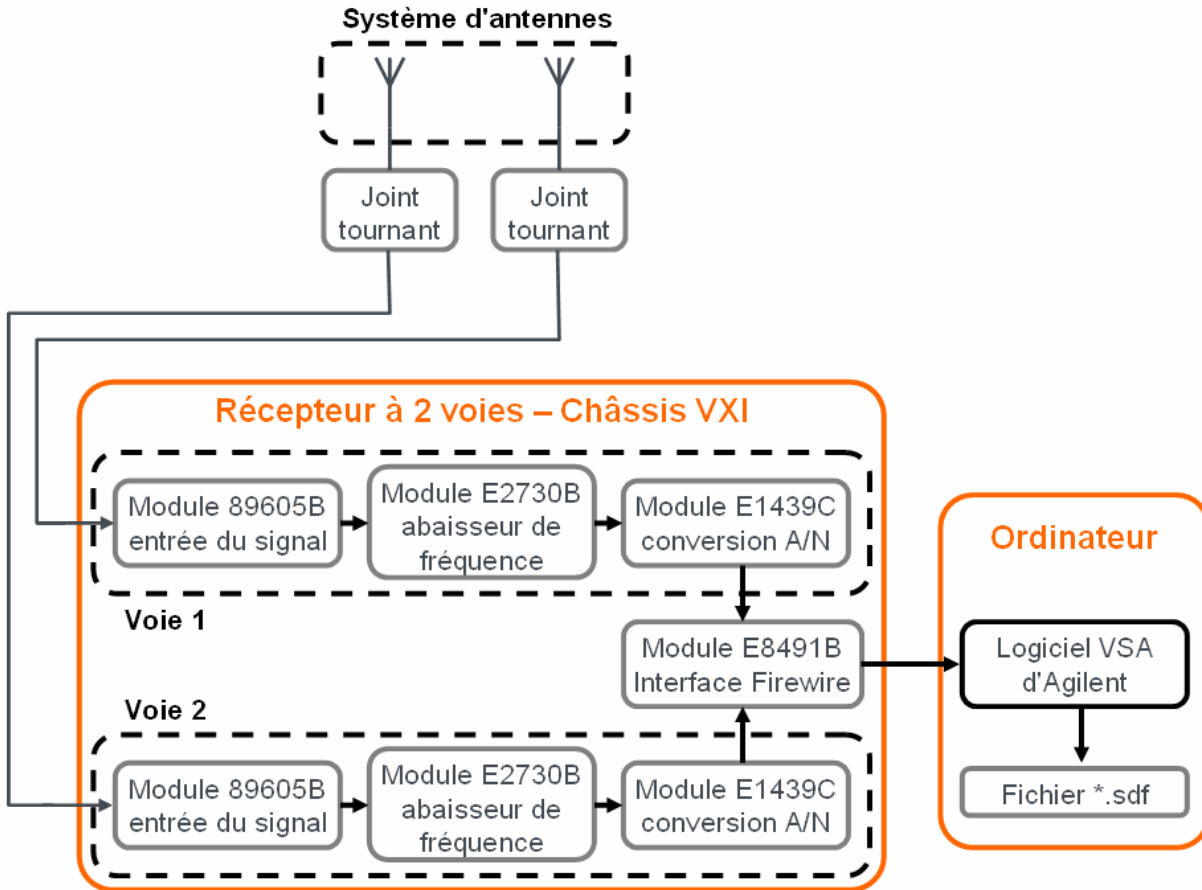 Système d'antennes
Joint
tournant
Joint
tournant
Récepteur à 2 voies – Châssis VXI
Module 89605B
entrée du signal
Module E2730B
abaisseur de
fréquence
Module E1439C
conversion A/N
Voie 1
Module E8491B
Interface Firewire
Voie 2
Module 89605B
entrée du signal
Module E2730B
abaisseur de
fréquence
Module E1439C
conversion A/N
Ordinateur
Logiciel VSA
d'Agilent
Fichier *.sdf